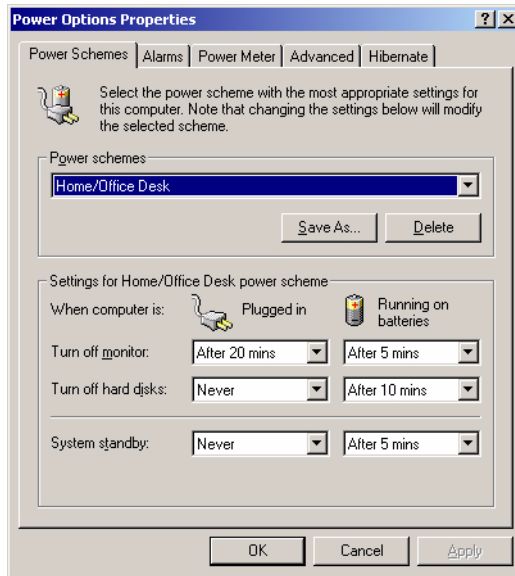 Power Options Properties
Power Schemes Alarms Power Meter Advanced Hibernate
Select the power scheme with the most appropriate settings for
this computer. Note that changing the settings below will modify
the selected scheme.
Power schemes
Home/Office Desk
Save As... Delete
Settings for Home/Office Desk power scheme
When computer is: Plugged in Running on
batteries
Turn off monitor: After 20 mins After 5 mins
Turn off hard disks: Never After 10 mins
System standby: Never After 5 mins
OK Cancel Apply